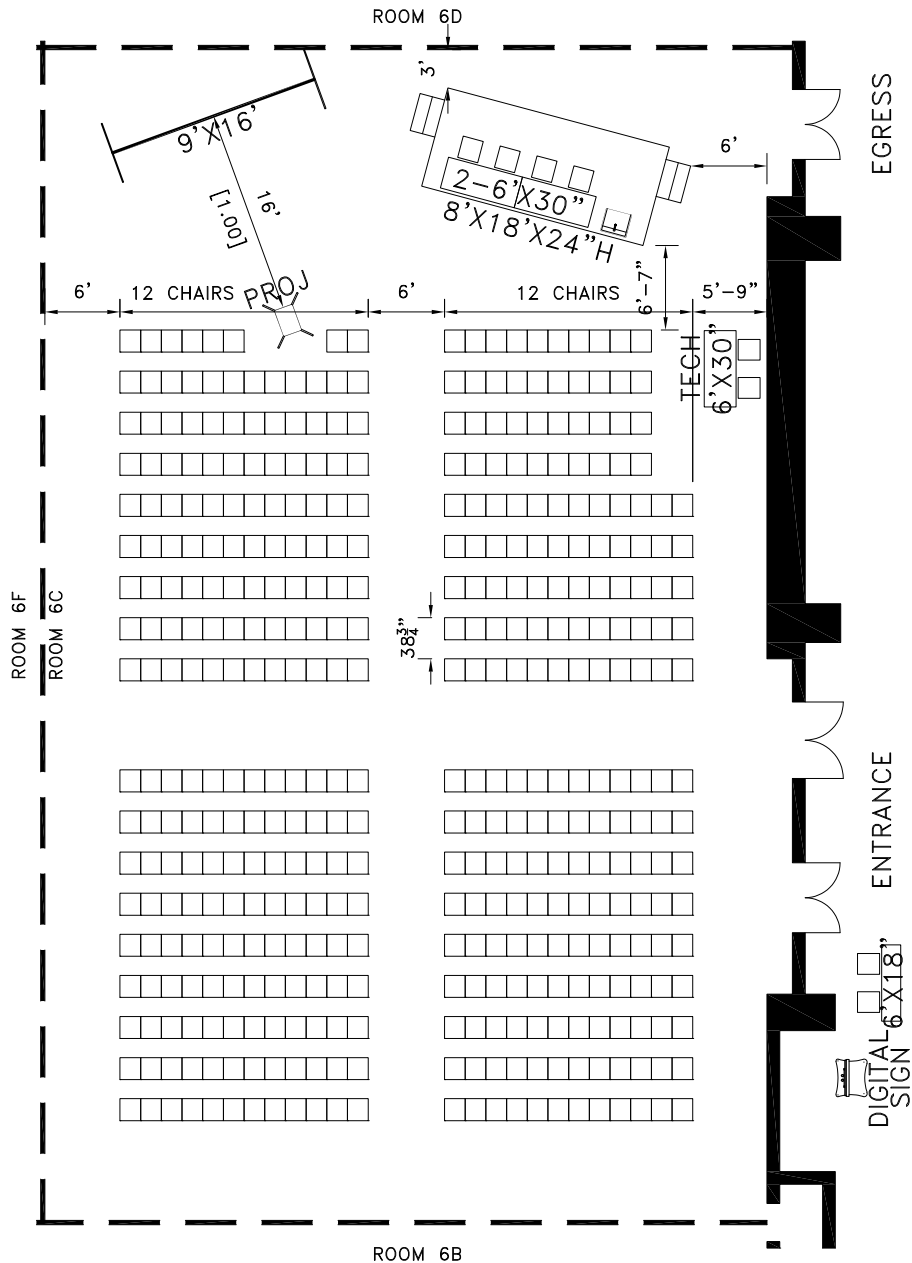 ROOM 6D
3'
EGRESS
9'X16'
6'
2-6'X30"
8'X18'X24"H
16'
[1.00]
PROJ
6'
12 CHAIRS
6'
12 CHAIRS
6'-7"
5'-9"
TECH
6'X30"
ROOM 6F
ROOM 6C
38¾"
ENTRANCE
6'X18"
DIGITAL
SIGN
ROOM 6B